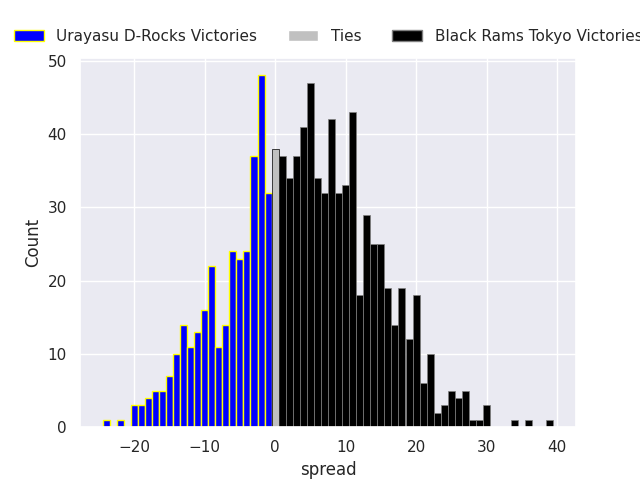 Urayasu D-Rocks Victories Ties Black Rams Tokyo Victories
50
40
30
20
10
0
Count
−20 −10 0 10 20 30 40
spread